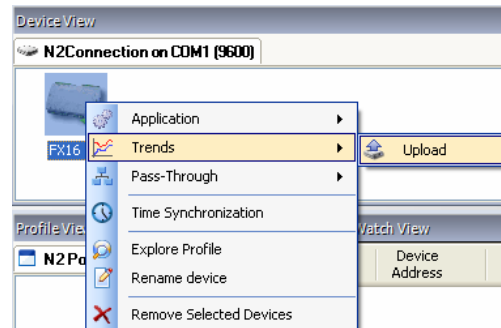 Device View
N2Connection on COM1 (9600)
FX16
Application
Trends
Upload
Pass-Through
Time Synchronization
Profile View
Watch View
N2 Po
Device
Address
Explore Profile
Rename device
Remove Selected Devices